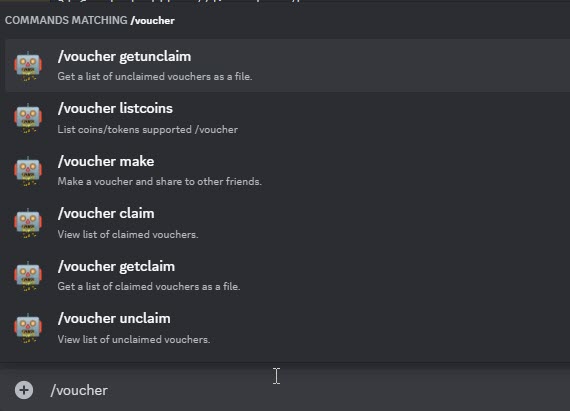 COMMANDS MATCHING /voucher
/voucher getunclaim
Get a list of unclaimed vouchers as a file.
/voucher listcoins
List coins/tokens supported /voucher
/voucher make
Make a voucher and share to other friends.
/voucher claim
View list of claimed vouchers.
/voucher getclaim
Get a list of claimed vouchers as a file.
/voucher unclaim
View list of unclaimed vouchers.
/voucher